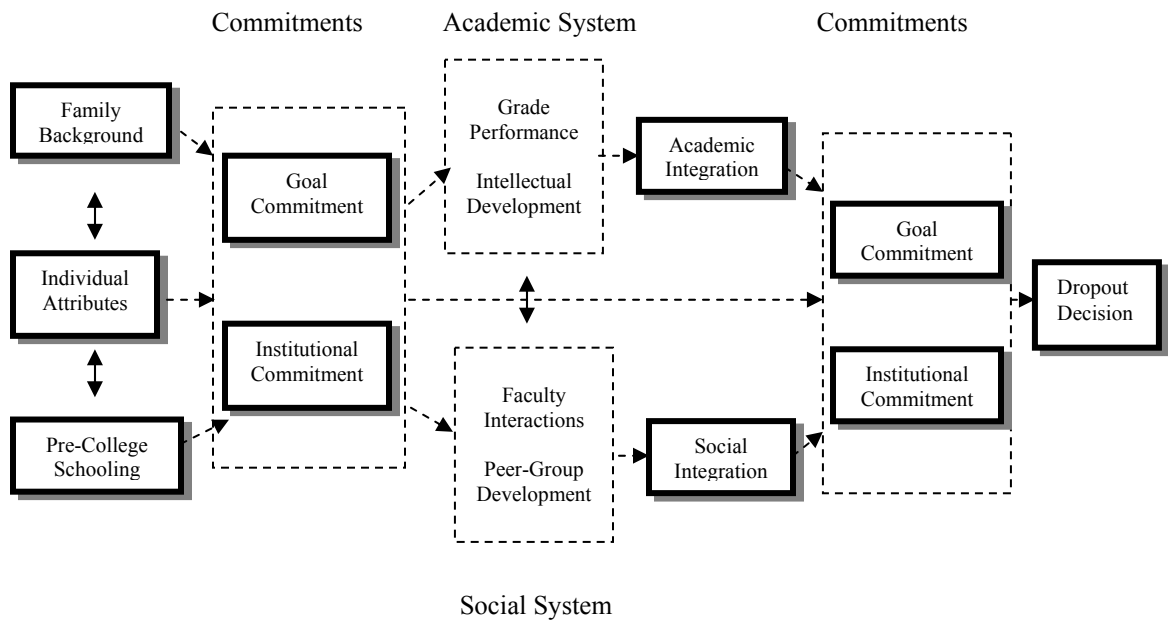 Commitments
Academic System
Commitments
Family
Background
Individual
Attributes
Pre-College
Schooling
Goal
Commitment
Institutional
Commitment
Grade
Performance
Intellectual
Development
Faculty
Interactions
Peer-Group
Development
Academic
Integration
Social
Integration
Goal
Commitment
Institutional
Commitment
Dropout
Decision
Social System